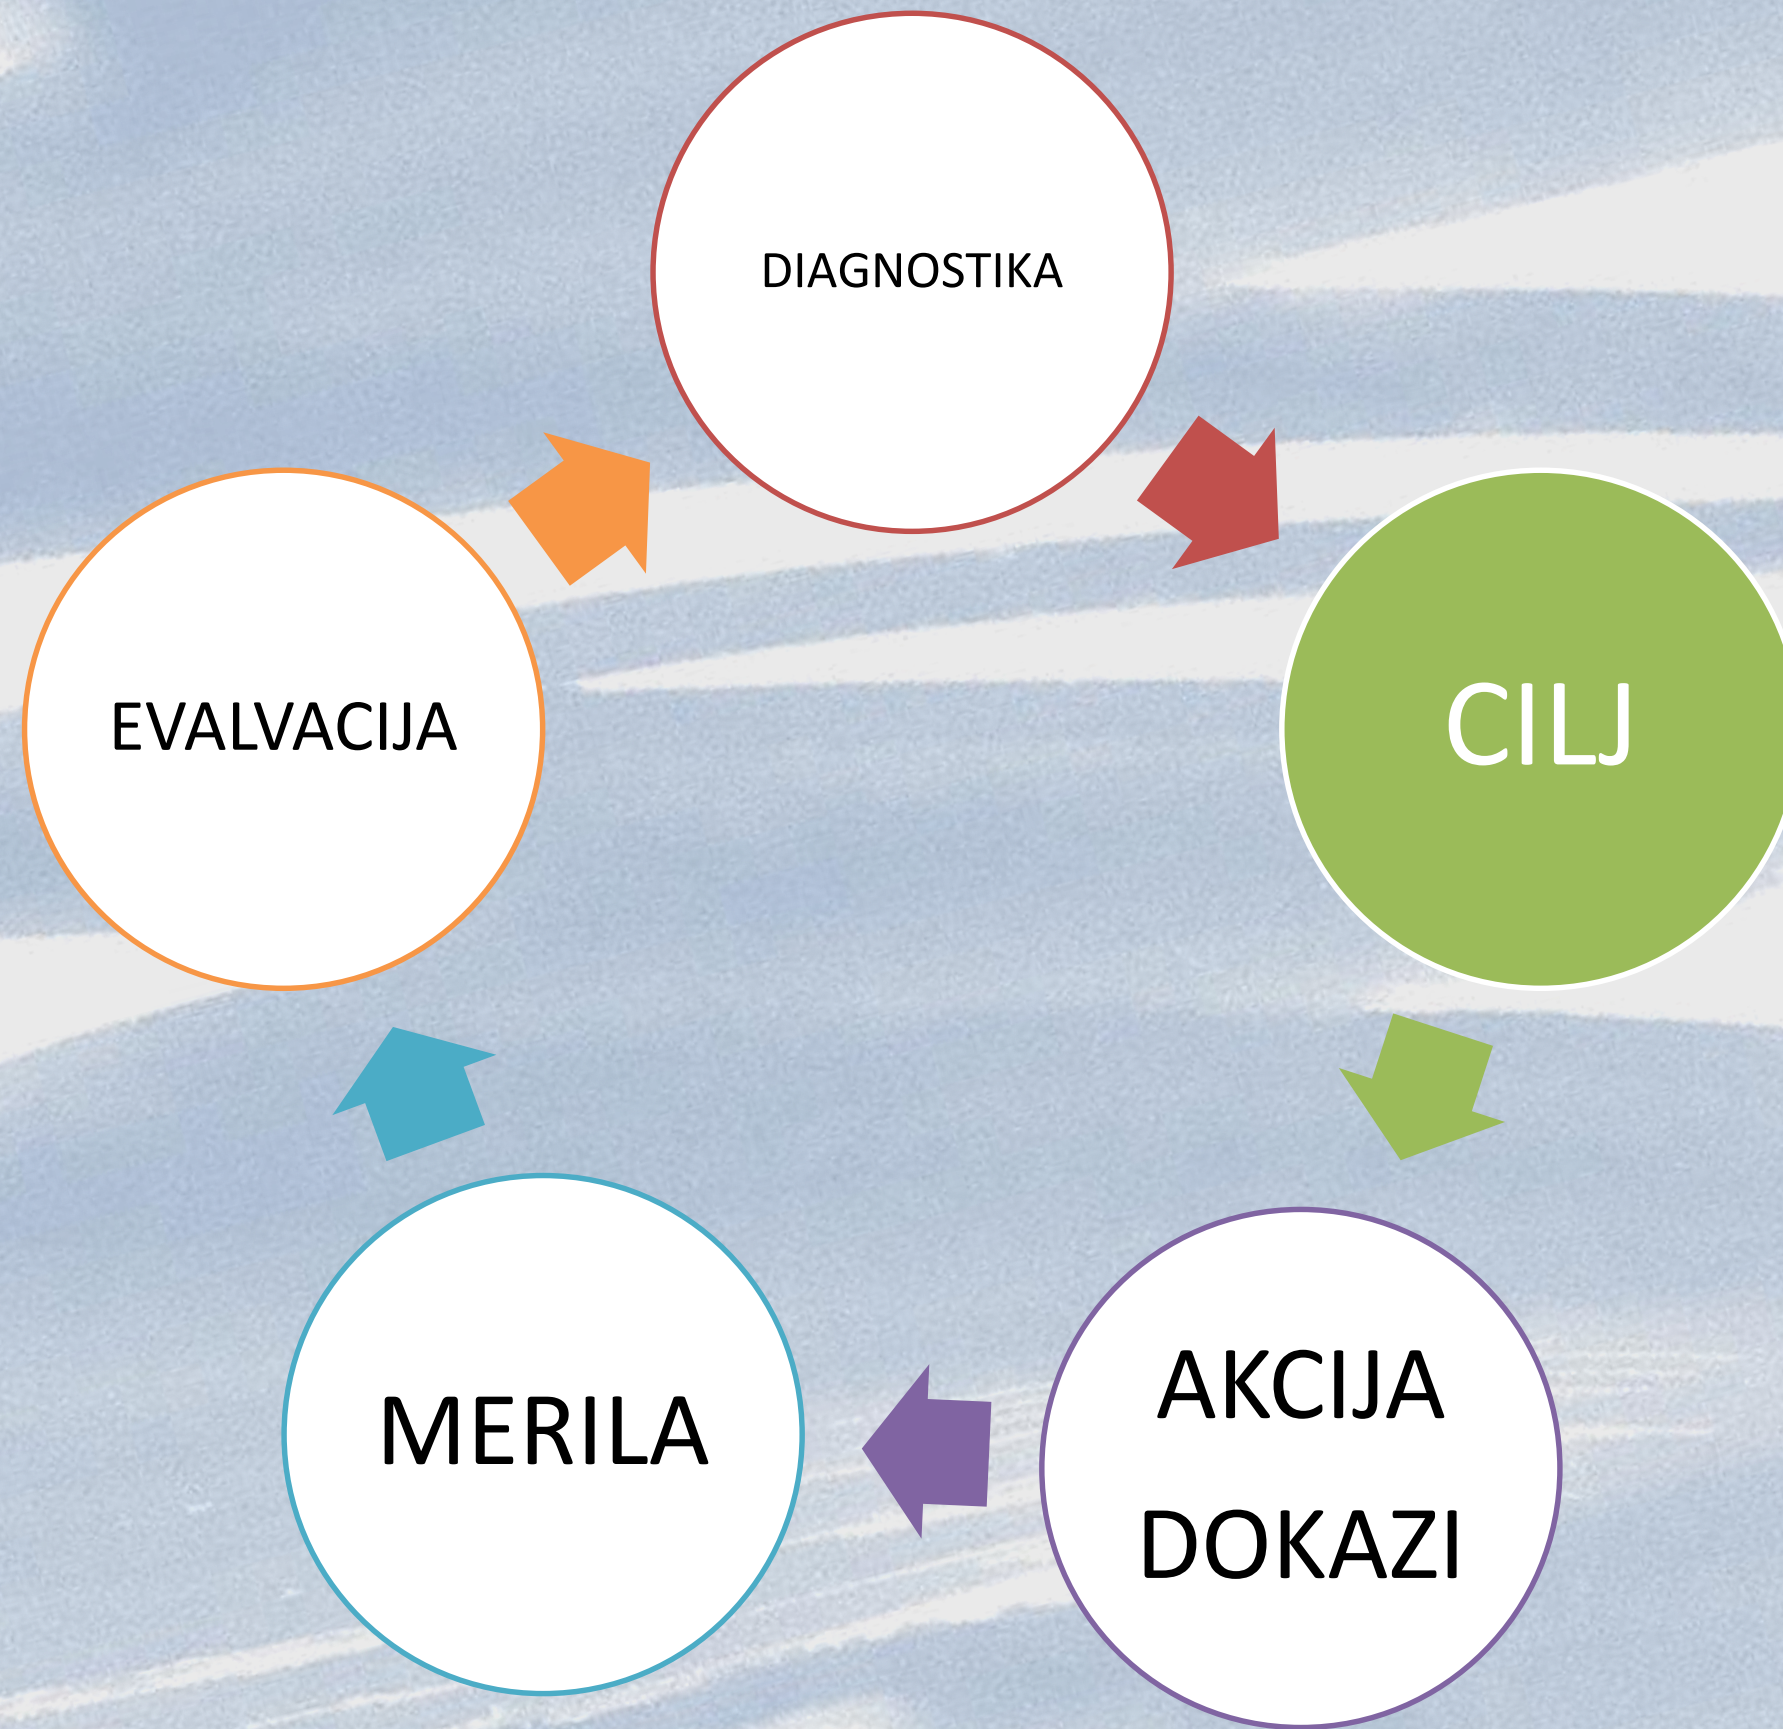 DIAGNOSTIKA
CILJ
AKCIJA
DOKAZI
MERILA
EVALVACIJA